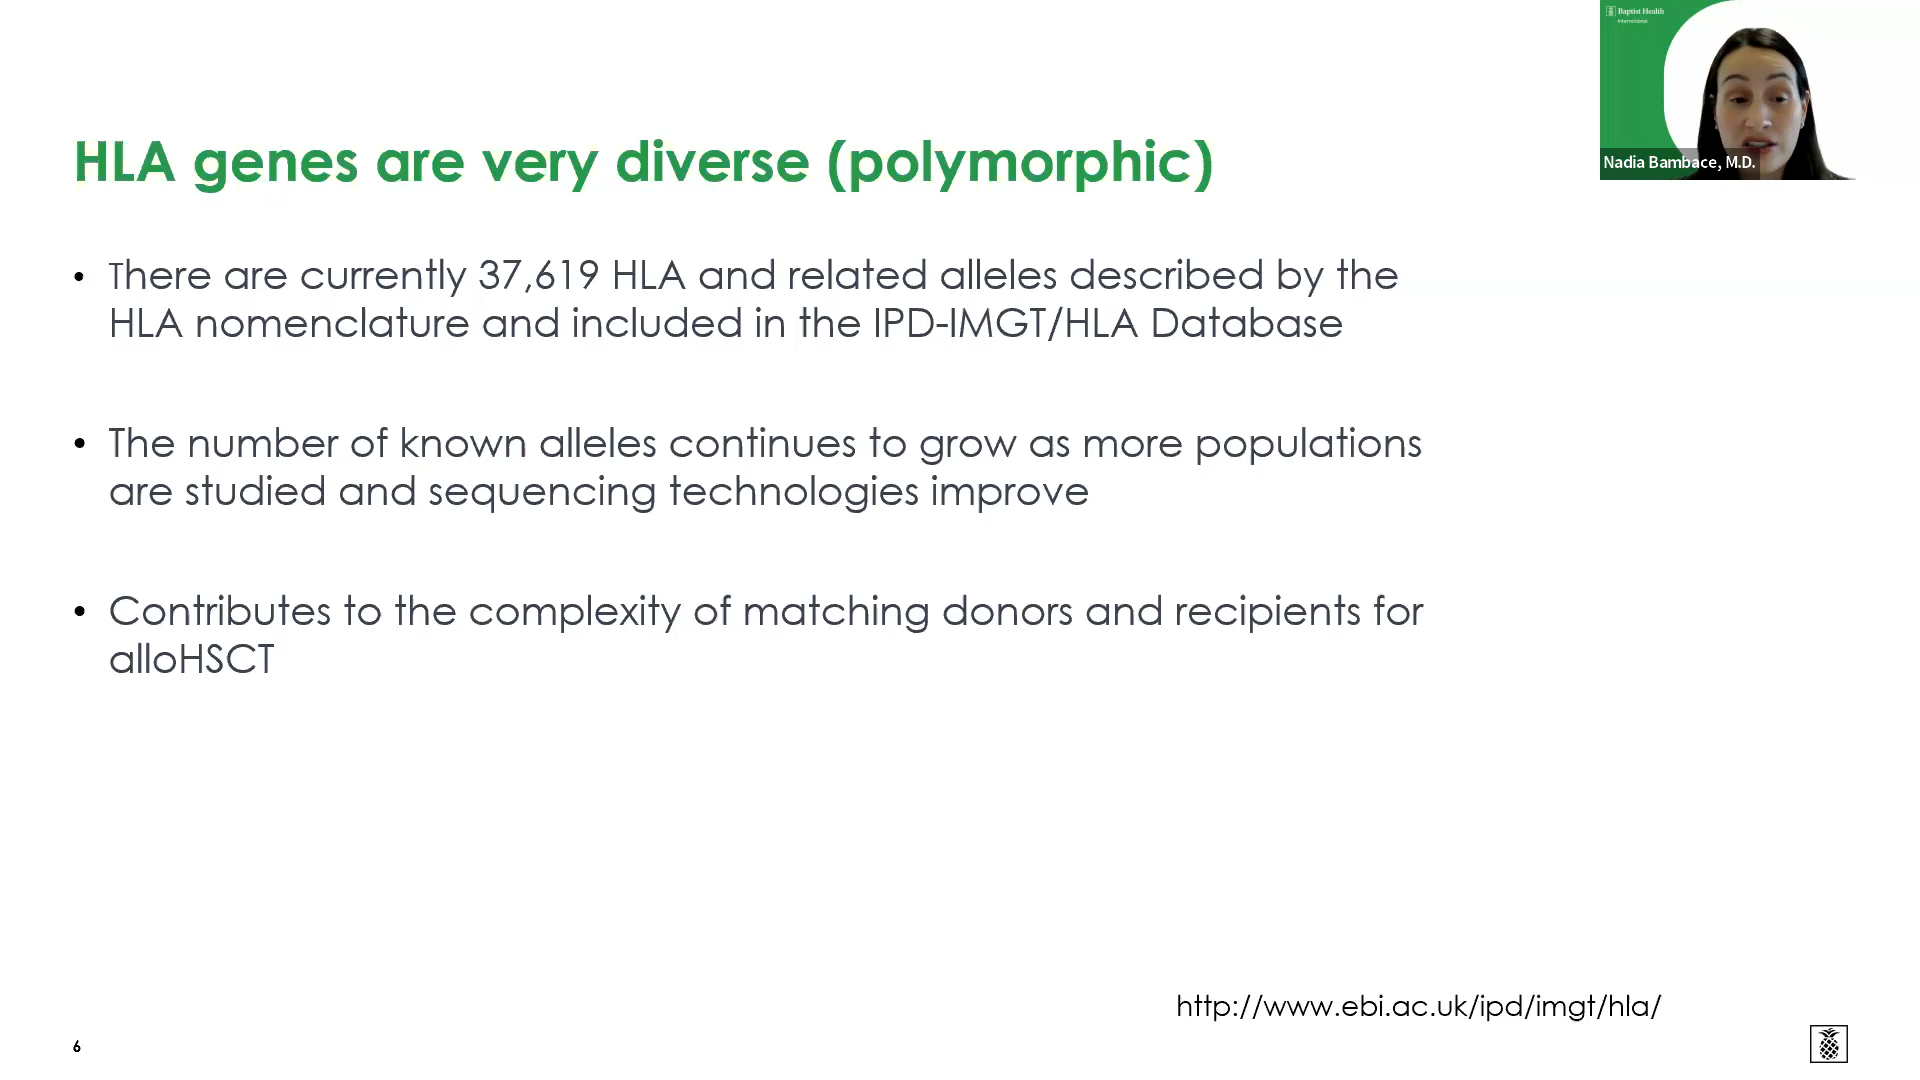 Baptist Health
International
Nadia Bambace, M.D.
HLA genes are very diverse (polymorphic)
• There are currently 37,619 HLA and related alleles described by the
HLA nomenclature and included in the IPD-IMGT/HLA Database
• The number of known alleles continues to grow as more populations
are studied and sequencing technologies improve
• Contributes to the complexity of matching donors and recipients for
alloHSCT
http://www.ebi.ac.uk/ipd/imgt/hla/
6